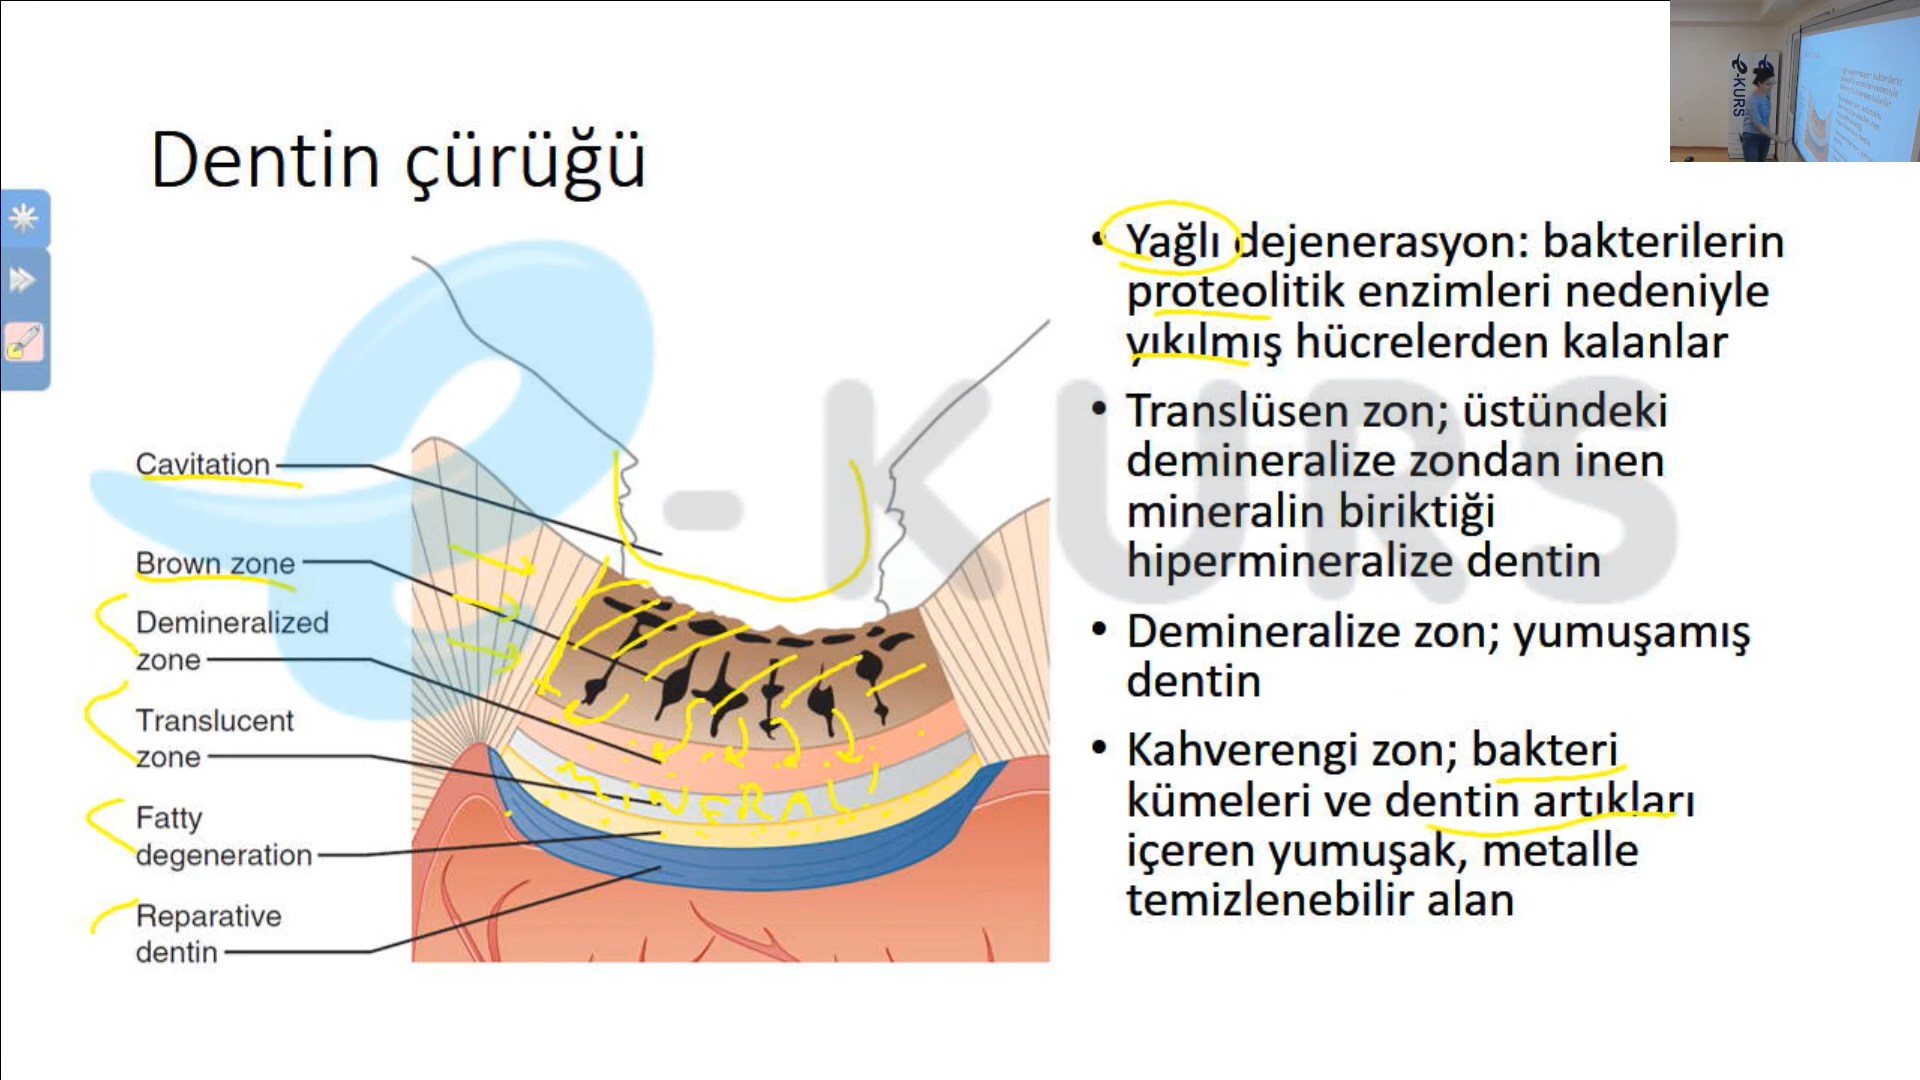 Dentin çürüğü
Cavitation
Brown zone
Demineralized
zone
Translucent
zone
Fatty
degeneration
Reparative
dentin
MINERAL
• Yağlı dejenerasyon: bakterilerin
proteolitik enzimleri nedeniyle
yıkılmış hücrelerden kalanlar
• Translüsen zon; üstündeki
demineralize zondan inen
mineralin biriktiği
hipermineralize dentin
• Demineralize zon; yumuşamış
dentin
• Kahverengi zon; bakteri
kümeleri ve dentin artıkları
içeren yumuşak, metalle
temizlenebilir alan
e-KURS
e-KURS